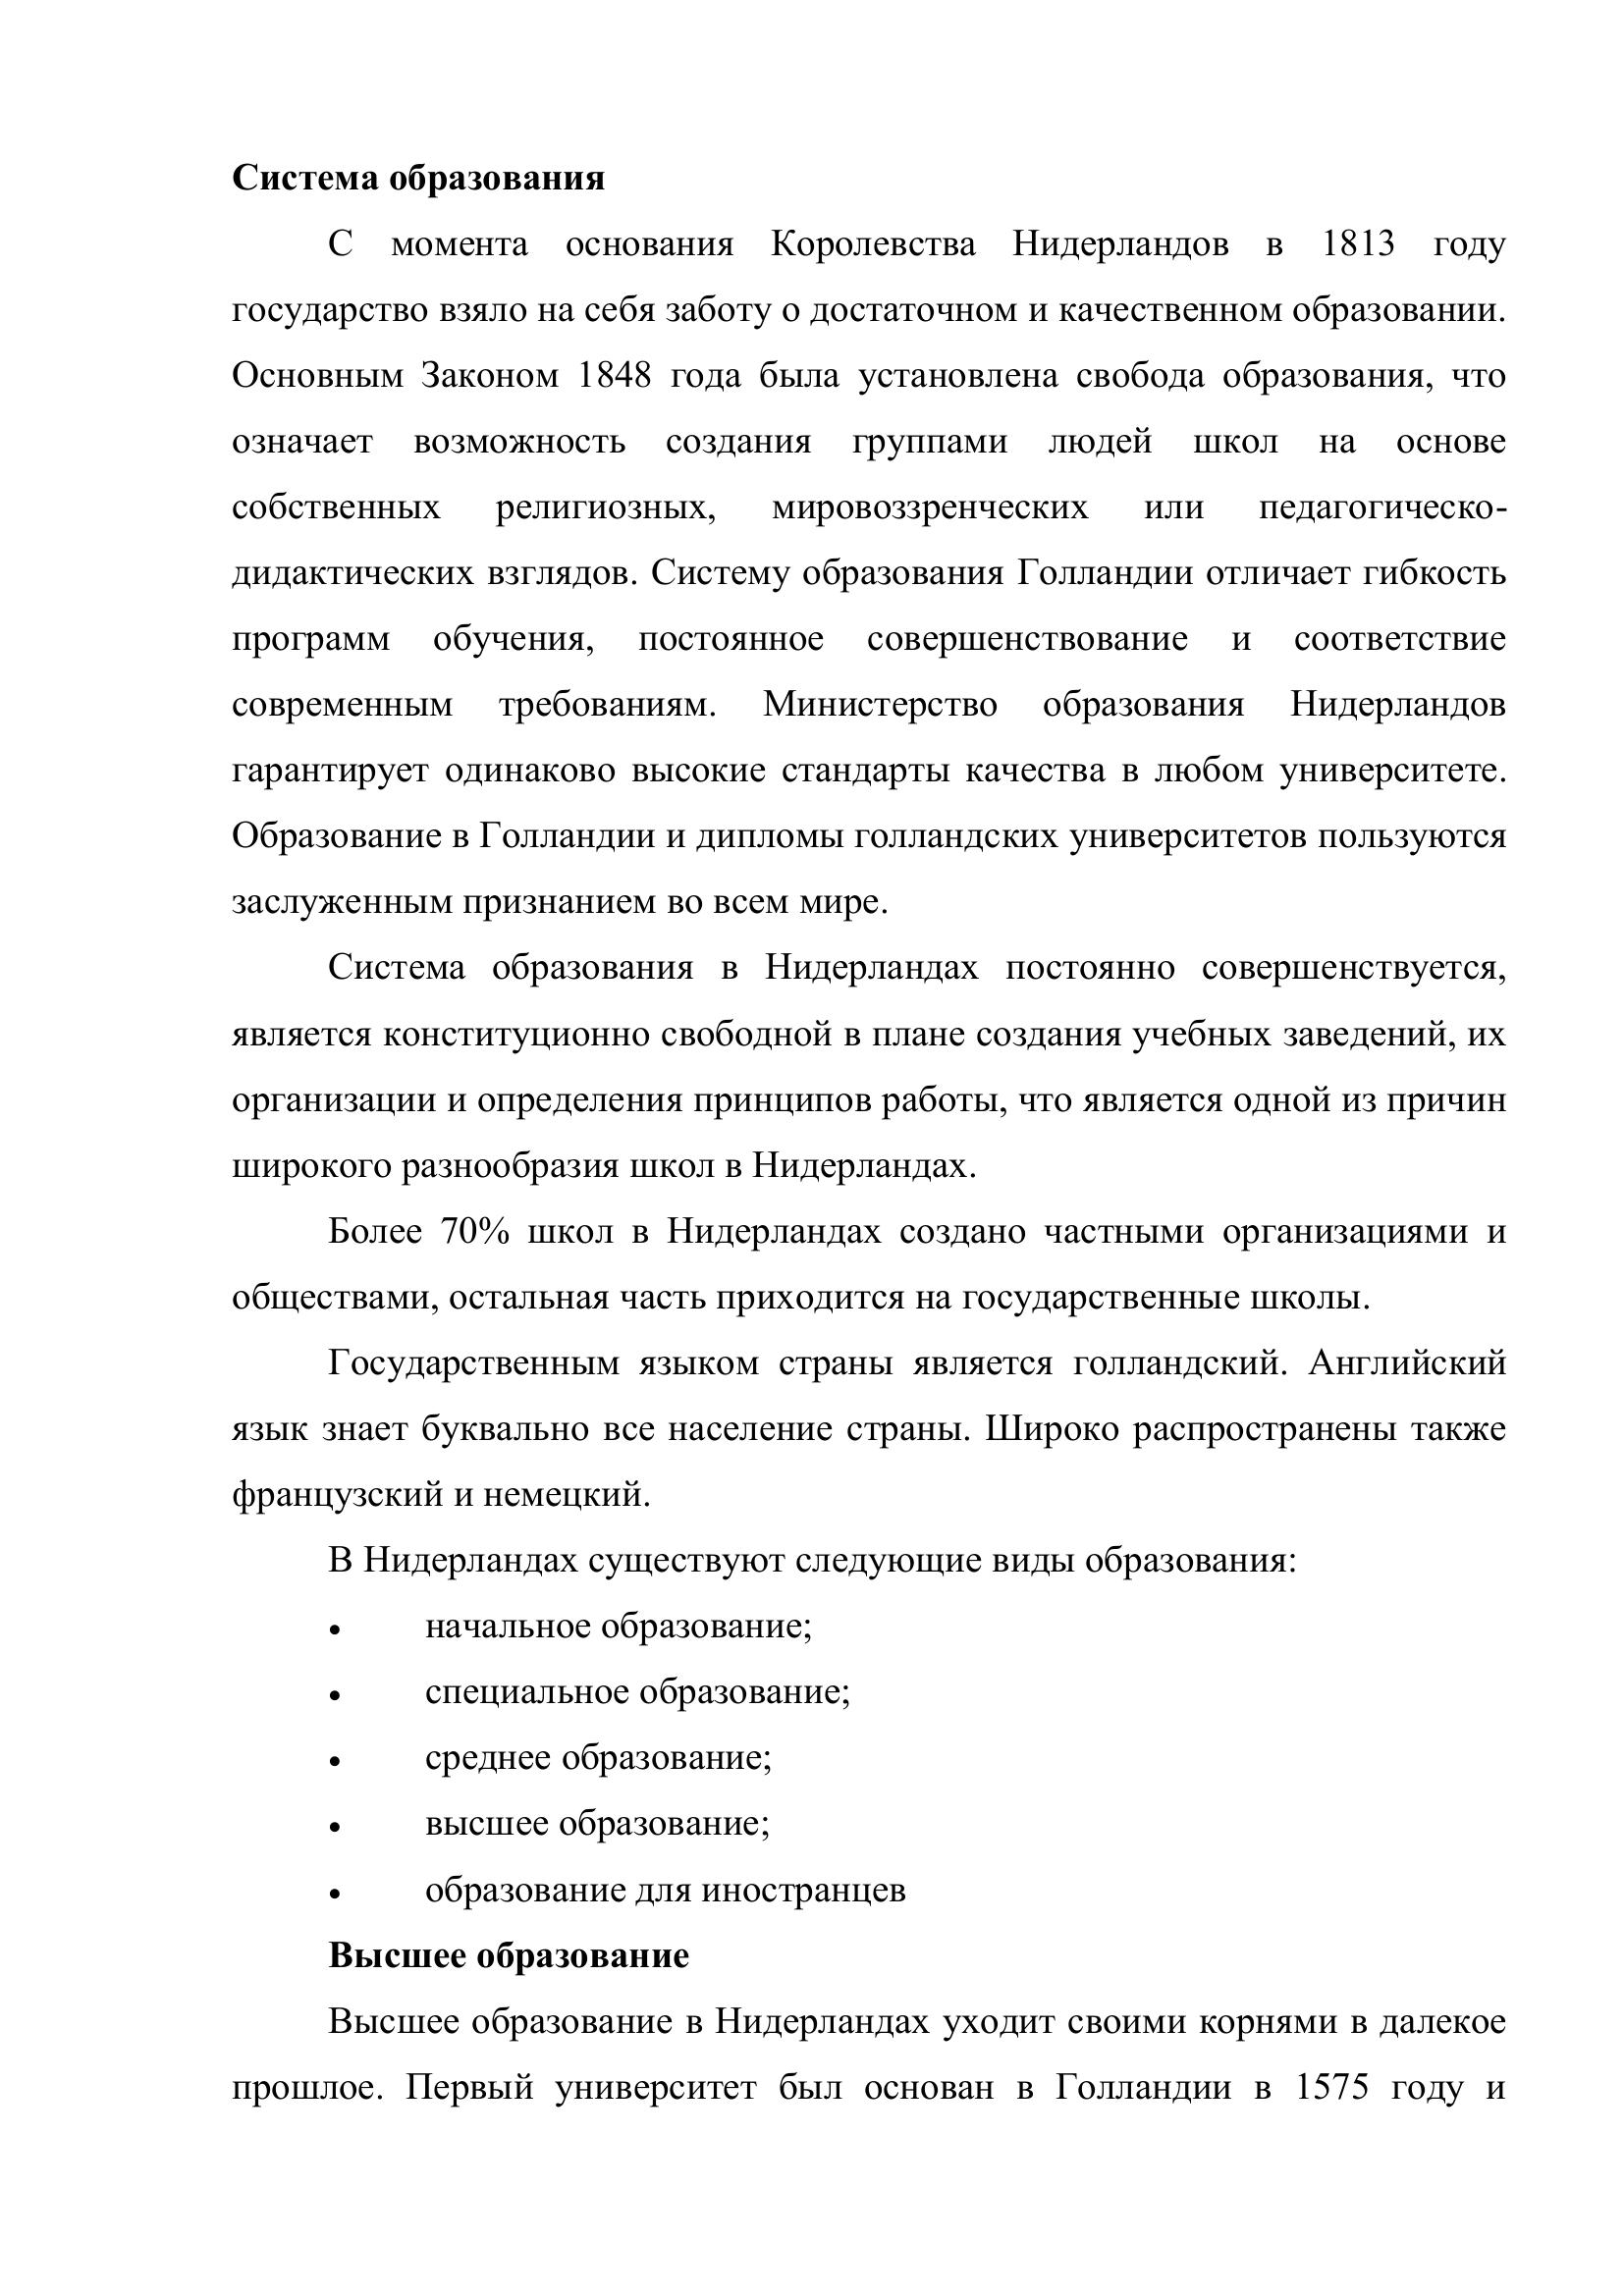 Система образования
С момента основания Королевства Нидерландов в 1813 году
государство взяло на себя заботу о достаточном и качественном образовании.
Основным Законом 1848 года была установлена свобода образования, что
означает возможность создания группами людей школ на основе
собственных религиозных, мировоззренческих или педагогическо-
дидактических взглядов. Систему образования Голландии отличает гибкость
программ обучения, постоянное совершенствование и соответствие
современным требованиям. Министерство образования Нидерландов
гарантирует одинаково высокие стандарты качества в любом университете.
Образование в Голландии и дипломы голландских университетов пользуются
заслуженным признанием во всем мире.
Система образования в Нидерландах постоянно совершенствуется,
является конституционно свободной в плане создания учебных заведений, их
организации и определения принципов работы, что является одной из причин
широкого разнообразия школ в Нидерландах.
Более 70% школ в Нидерландах создано частными организациями и
обществами, остальная часть приходится на государственные школы.
Государственным языком страны является голландский. Английский
язык знает буквально все население страны. Широко распространены также
французский и немецкий.
В Нидерландах существуют следующие виды образования:
• начальное образование;
• специальное образование;
• среднее образование;
• высшее образование;
• образование для иностранцев
Высшее образование
Высшее образование в Нидерландах уходит своими корнями в далекое
прошлое. Первый университет был основан в Голландии в 1575 году и